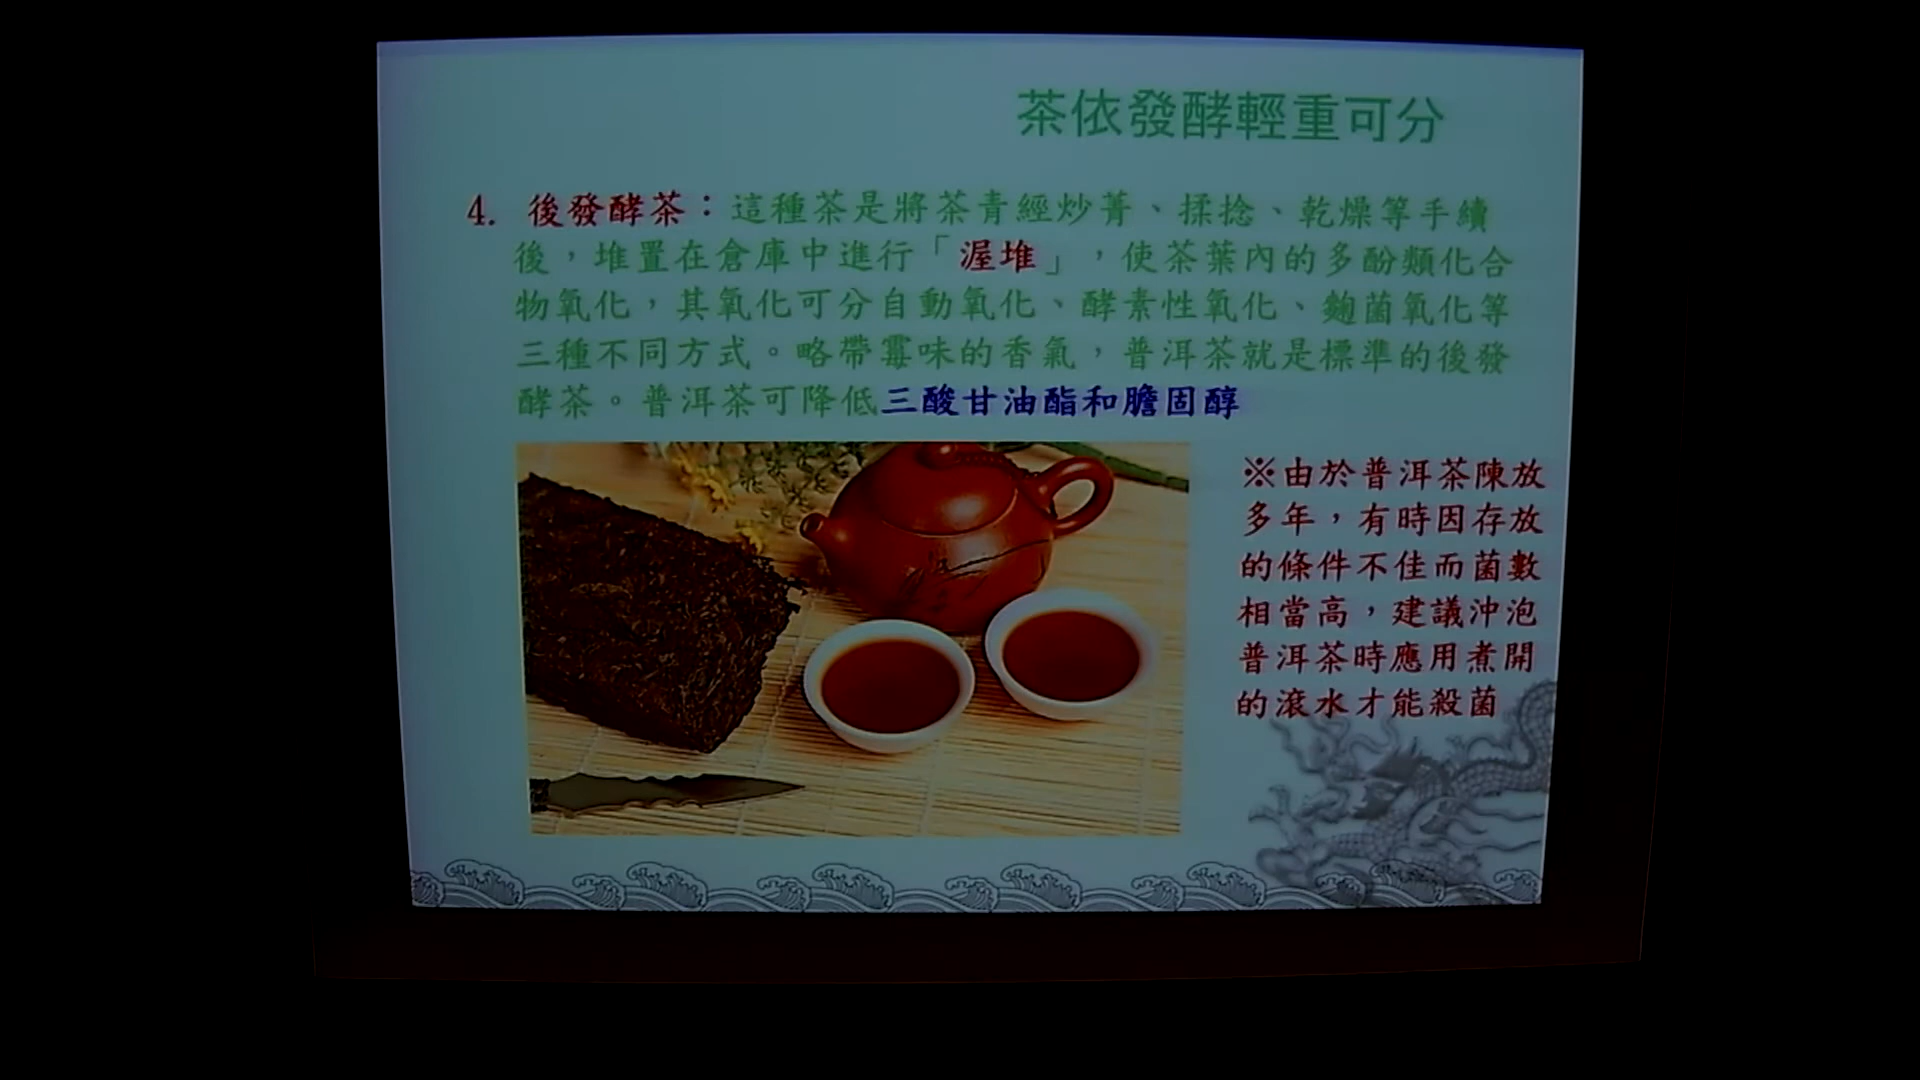 茶依發酵輕重可分
4. 後發酵茶：這種茶是將茶青經炒菁、揉捻、乾燥等手續
後，堆置在倉庫中進行「渥堆」，使茶葉內的多酚類化合
物氧化，其氧化可分自動氧化、酵素性氧化、麴菌氧化等
三種不同方式。略帶霉味的香氣，普洱茶就是標準的後發
酵茶。普洱茶可降低三酸甘油酯和膽固醇
※由於普洱茶陳放
多年，有時因存放
的條件不佳而菌數
相當高，建議沖泡
普洱茶時應用煮開
的滾水才能殺菌